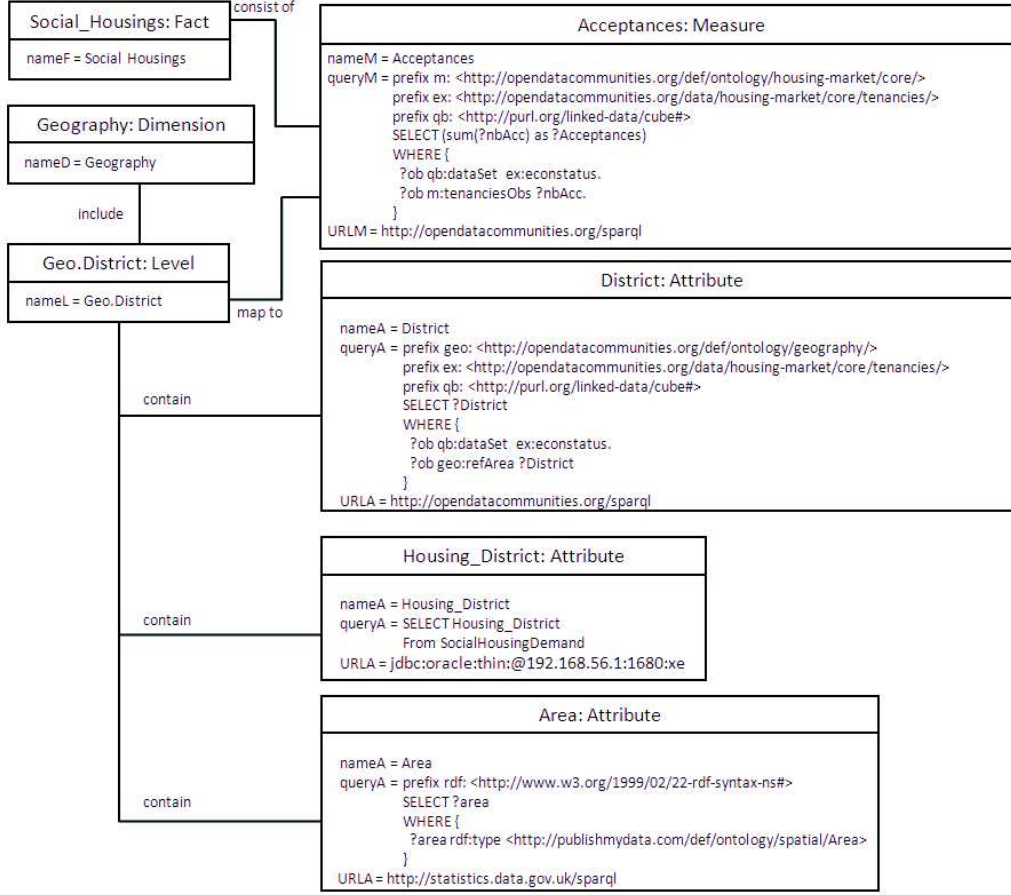 Social_Housings: Fact
nameF = Social Housings
consist of
Geography: Dimension
nameD = Geography
include
Geo.District: Level
nameL = Geo.District
map to
Acceptances: Measure
nameM = Acceptances
queryM = prefix m: <http://opendatacommunities.org/def/ontology/housing-market/core/>
prefix ex: <http://opendatacommunities.org/data/housing-market/core/tenancies/>
prefix qb: <http://purl.org/linked-data/cube#>
SELECT (sum(?nbAcc) as ?Acceptances)
WHERE {
?ob qb:dataSet ex:econstatus.
?ob m:tenanciesObs ?nbAcc.
}
URLM = http://opendatacommunities.org/sparql
contain
District: Attribute
nameA = District
queryA = prefix geo: <http://opendatacommunities.org/def/ontology/geography/>
prefix ex: <http://opendatacommunities.org/data/housing-market/core/tenancies/>
prefix qb: <http://purl.org/linked-data/cube#>
SELECT ?District
WHERE {
?ob qb:dataSet ex:econstatus.
?ob geo:refArea ?District
}
URLA = http://opendatacommunities.org/sparql
contain
Housing_District: Attribute
nameA = Housing_District
queryA = SELECT Housing_District
From SocialHousingDemand
URLA = jdbc:oracle:thin:@192.168.56.1:1680:xe
contain
Area: Attribute
nameA = Area
queryA = prefix rdf: <http://www.w3.org/1999/02/22-rdf-syntax-ns#>
SELECT ?area
WHERE {
?area rdf:type <http://publishmydata.com/def/ontology/spatial/Area>
}
URLA = http://statistics.data.gov.uk/sparql